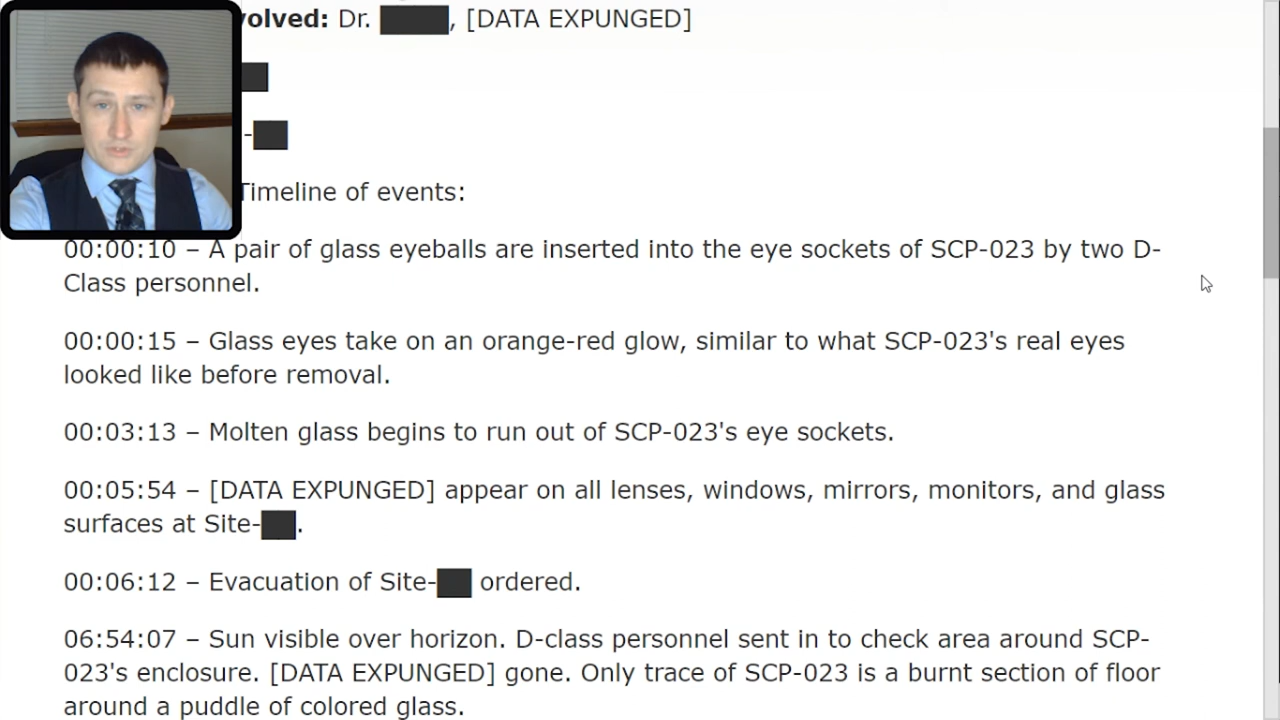 volved: Dr. , [DATA EXPUNGED]
-
Timeline of events:
00:00:10 – A pair of glass eyeballs are inserted into the eye sockets of SCP-023 by two D-
Class personnel.
00:00:15 – Glass eyes take on an orange-red glow, similar to what SCP-023's real eyes
looked like before removal.
00:03:13 – Molten glass begins to run out of SCP-023's eye sockets.
00:05:54 – [DATA EXPUNGED] appear on all lenses, windows, mirrors, monitors, and glass
surfaces at Site-.
00:06:12 – Evacuation of Site- ordered.
06:54:07 – Sun visible over horizon. D-class personnel sent in to check area around SCP-
023's enclosure. [DATA EXPUNGED] gone. Only trace of SCP-023 is a burnt section of floor
around a puddle of colored glass.